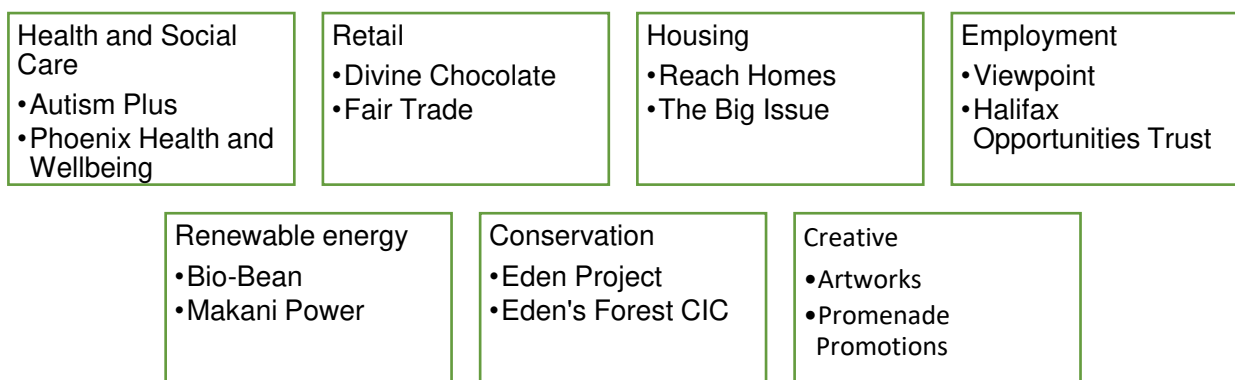 Health and Social
Care
•Autism Plus
•Phoenix Health and
Wellbeing
Retail
•Divine Chocolate
•Fair Trade
Housing
•Reach Homes
•The Big Issue
Employment
•Viewpoint
•Halifax
Opportunities Trust
Renewable energy
•Bio-Bean
•Makani Power
Conservation
•Eden Project
•Eden's Forest CIC
Creative
•Artworks
•Promenade
Promotions